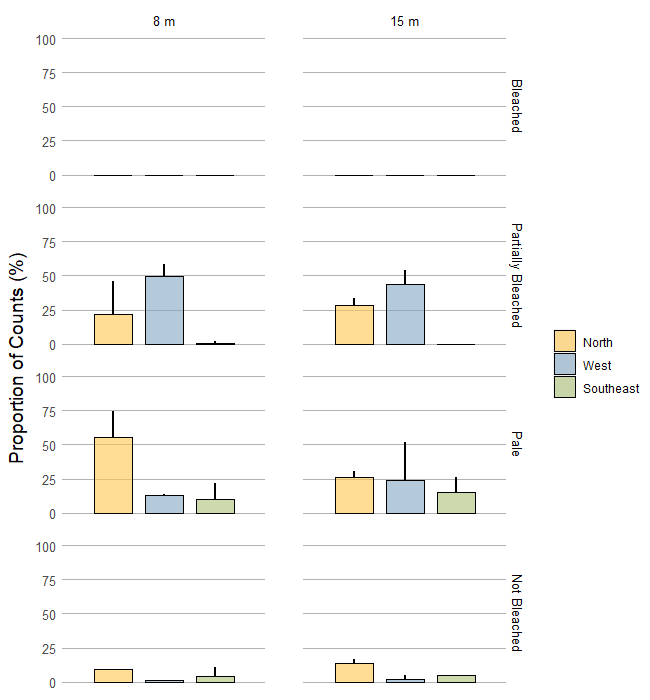 8 m
15 m
Proportion of Counts (%)
100
75
50
25
0
Bleached
100
75
50
25
0
Partially Bleached
100
75
50
25
0
Pale
100
75
50
25
0
Not Bleached
North
West
Southeast